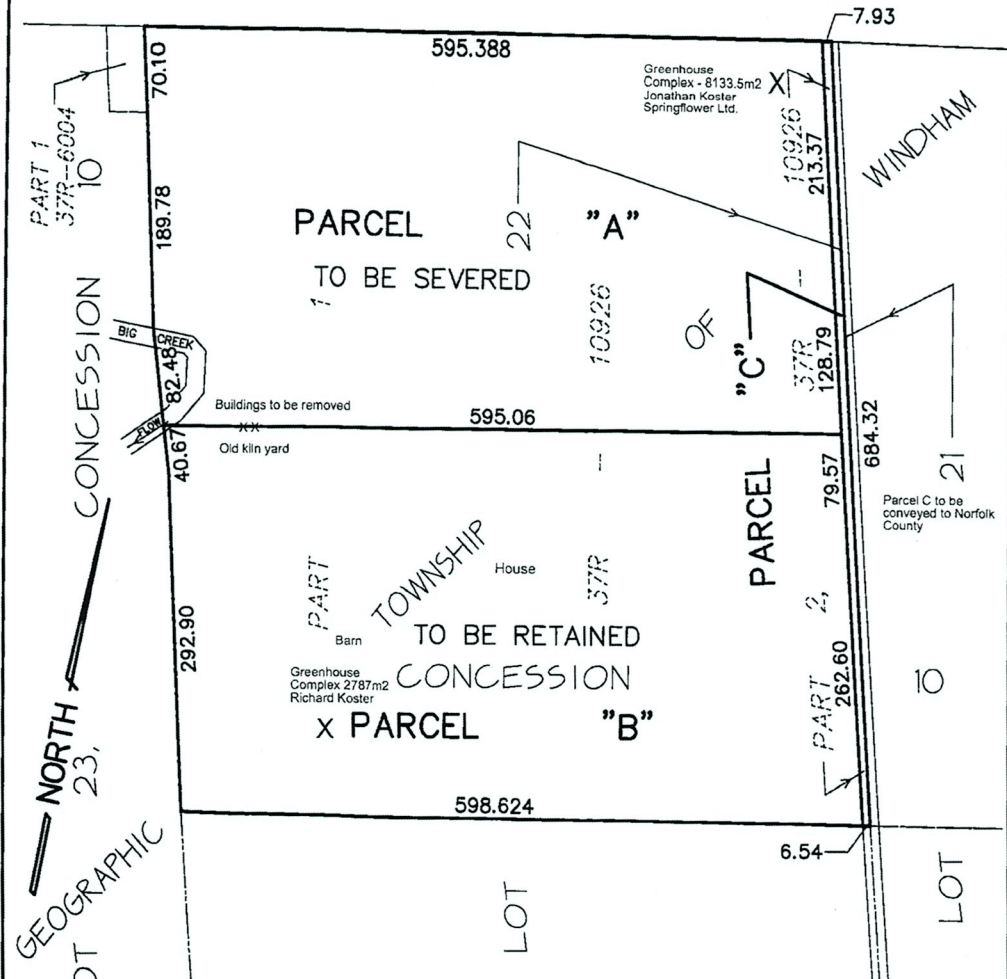 7.93
595.388
70.10
Greenhouse
Complex - 8133.5m2
Jonathan Koster
Springflower Ltd.
X
PART 1
37R-6004
10
10926
213.37
WINDHAM
189.78
PARCEL "A"
22
TO BE SEVERED
1
10926
OF
"C"
37R
128.79
CONCESSION
BIG CREEK
82.48
FLOW
Buildings to be removed
XX
Old kiln yard
595.06
40.67
684.32
79.57
21
Parcel C to be
conveyed to Norfolk
County
PARCEL
TOWNSHIP
House
PART
37R
2,
Barn
TO BE RETAINED
292.90
Greenhouse
Complex 2787m2
Richard Koster
CONCESSION
262.60
PART
10
X PARCEL "B"
NORTH
23,
598.624
6.54
GEOGRAPHIC
LOT
LOT
OT